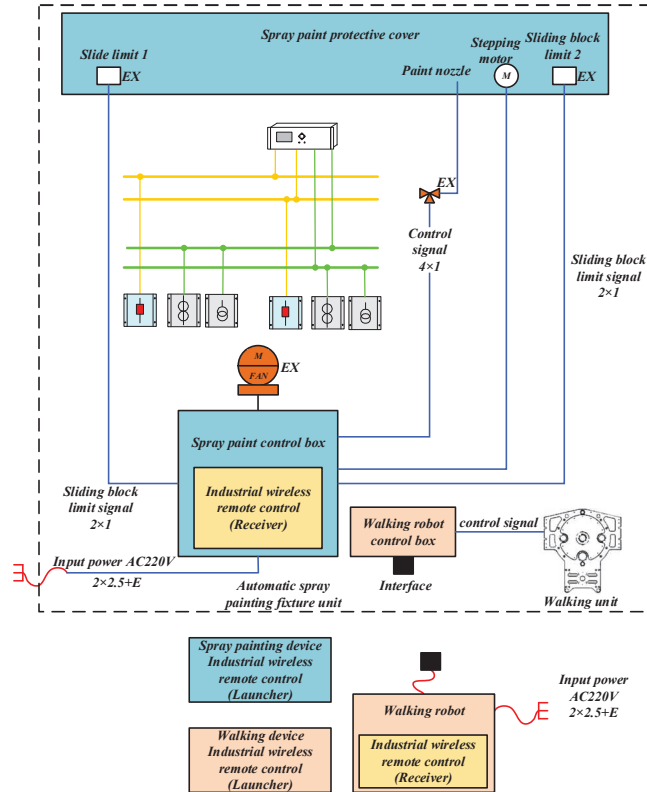 Spray paint protective cover
Slide limit 1
EX
Paint nozzle
Stepping
motor
M
Sliding block
limit 2
EX
EX
Control
signal
4×1
Sliding block
limit signal
2×1
M
FAN
EX
Spray paint control box
Industrial wireless
remote control
(Receiver)
Sliding block
limit signal
2×1
Input power AC220V
2×2.5+E
Automatic spray
painting fixture unit
Walking robot
control box
control signal
Interface
Walking unit
Spray painting device
Industrial wireless
remote control
(Launcher)
Walking device
Industrial wireless
remote control
(Launcher)
Walking robot
Industrial wireless
remote control
(Receiver)
Input power
AC220V
2×2.5+E